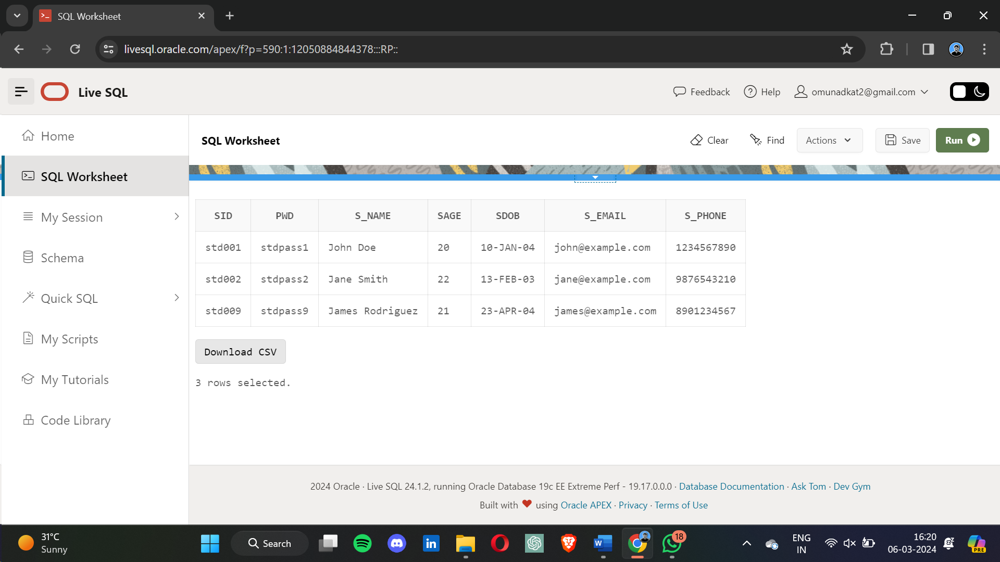 SQL Worksheet
livesql.oracle.com/apex/f?p=590:1:12050884844378:::RP::
Live SQL
Feedback
Help
omunadkat2@gmail.com
Home
SQL Worksheet
My Session
Schema
Quick SQL
My Scripts
My Tutorials
Code Library
SQL Worksheet
Clear
Find
Actions
Save
Run
SID PWD S_NAME SAGE SDOB S_EMAIL S_PHONE
std001 stdpass1 John Doe 20 10-JAN-04 john@example.com 1234567890
std002 stdpass2 Jane Smith 22 13-FEB-03 jane@example.com 9876543210
std009 stdpass9 James Rodriguez 21 23-APR-04 james@example.com 8901234567
Download CSV
3 rows selected.
2024 Oracle · Live SQL 24.1.2, running Oracle Database 19c EE Extreme Perf - 19.17.0.0.0 · Database Documentation · Ask Tom · Dev Gym
Built with ❤ using Oracle APEX · Privacy · Terms of Use
31°C
Sunny
Search
in
W
18
ENG
IN
16:20
06-03-2024
PRE